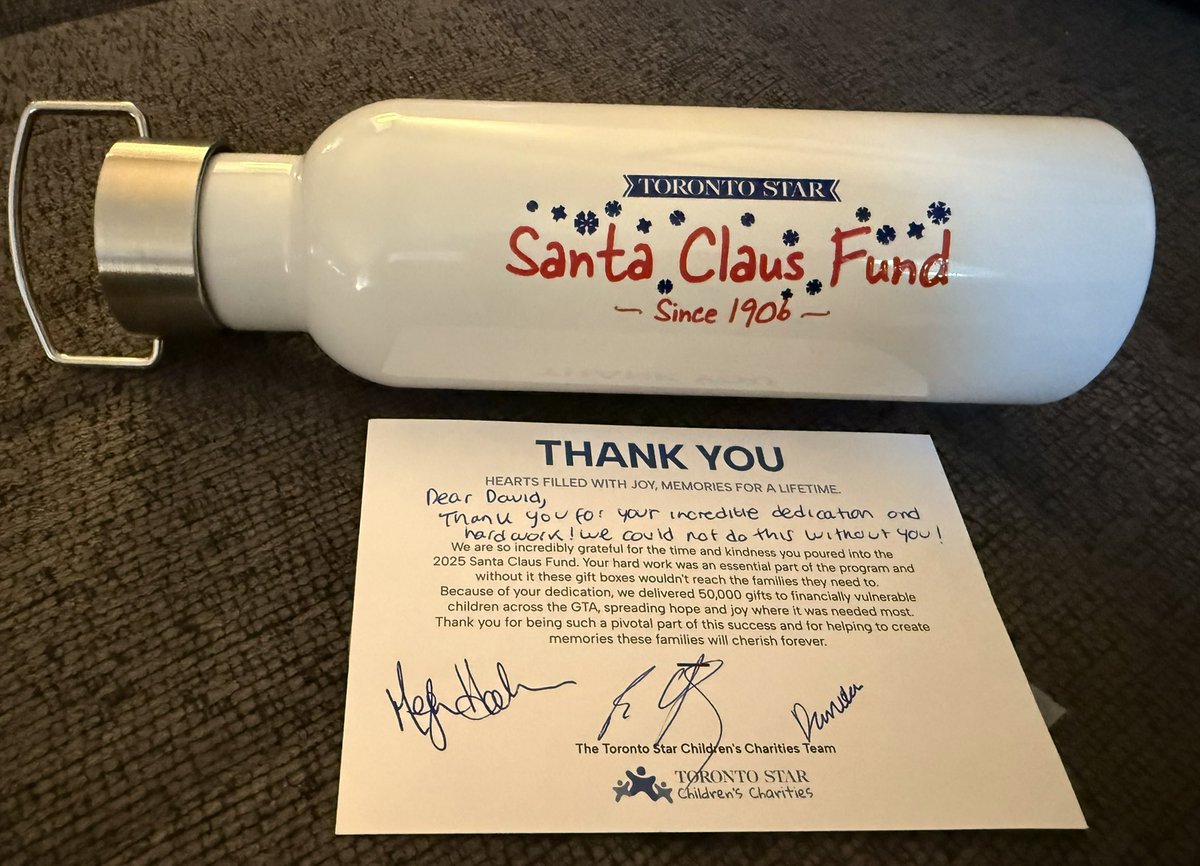 TORONTO STAR
Santa Claus Fund
Since 1906
THANK YOU
HEARTS FILLED WITH JOY, MEMORIES FOR A LIFETIME.
Dear David,
Thank you for your incredible dedication and
hard work! we could not do this without you!
We are so incredibly grateful for the time and kindness you poured into the
2025 Santa Claus Fund. Your hard work was an essential part of the program and
without it these gift boxes wouldn't reach the families they need to.
Because of your dedication, we delivered 50,000 gifts to financially vulnerable
children across the GTA, spreading hope and joy where it was needed most.
Thank you for being such a pivotal part of this success and for helping to create
memories these families will cherish forever.
The Toronto Star Children's Charities Team
TORONTO STAR
Children's Charities